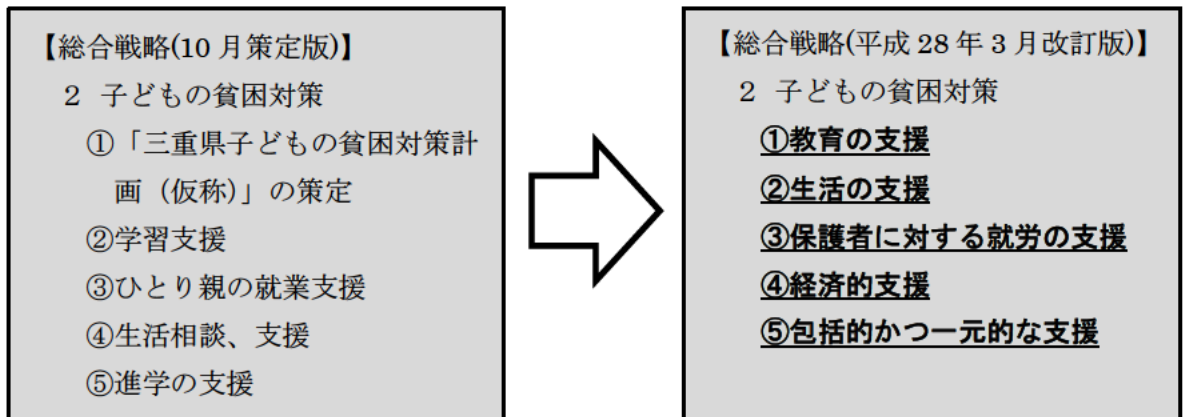 【総合戦略(10月策定版)】
２ 子どもの貧困対策
①「三重県子どもの貧困対策計
画（仮称）」の策定
②学習支援
③ひとり親の就業支援
④生活相談、支援
⑤進学の支援
【総合戦略(平成28年3月改訂版)】
２ 子どもの貧困対策
①教育の支援
②生活の支援
③保護者に対する就労の支援
④経済的支援
⑤包括的かつ一元的な支援